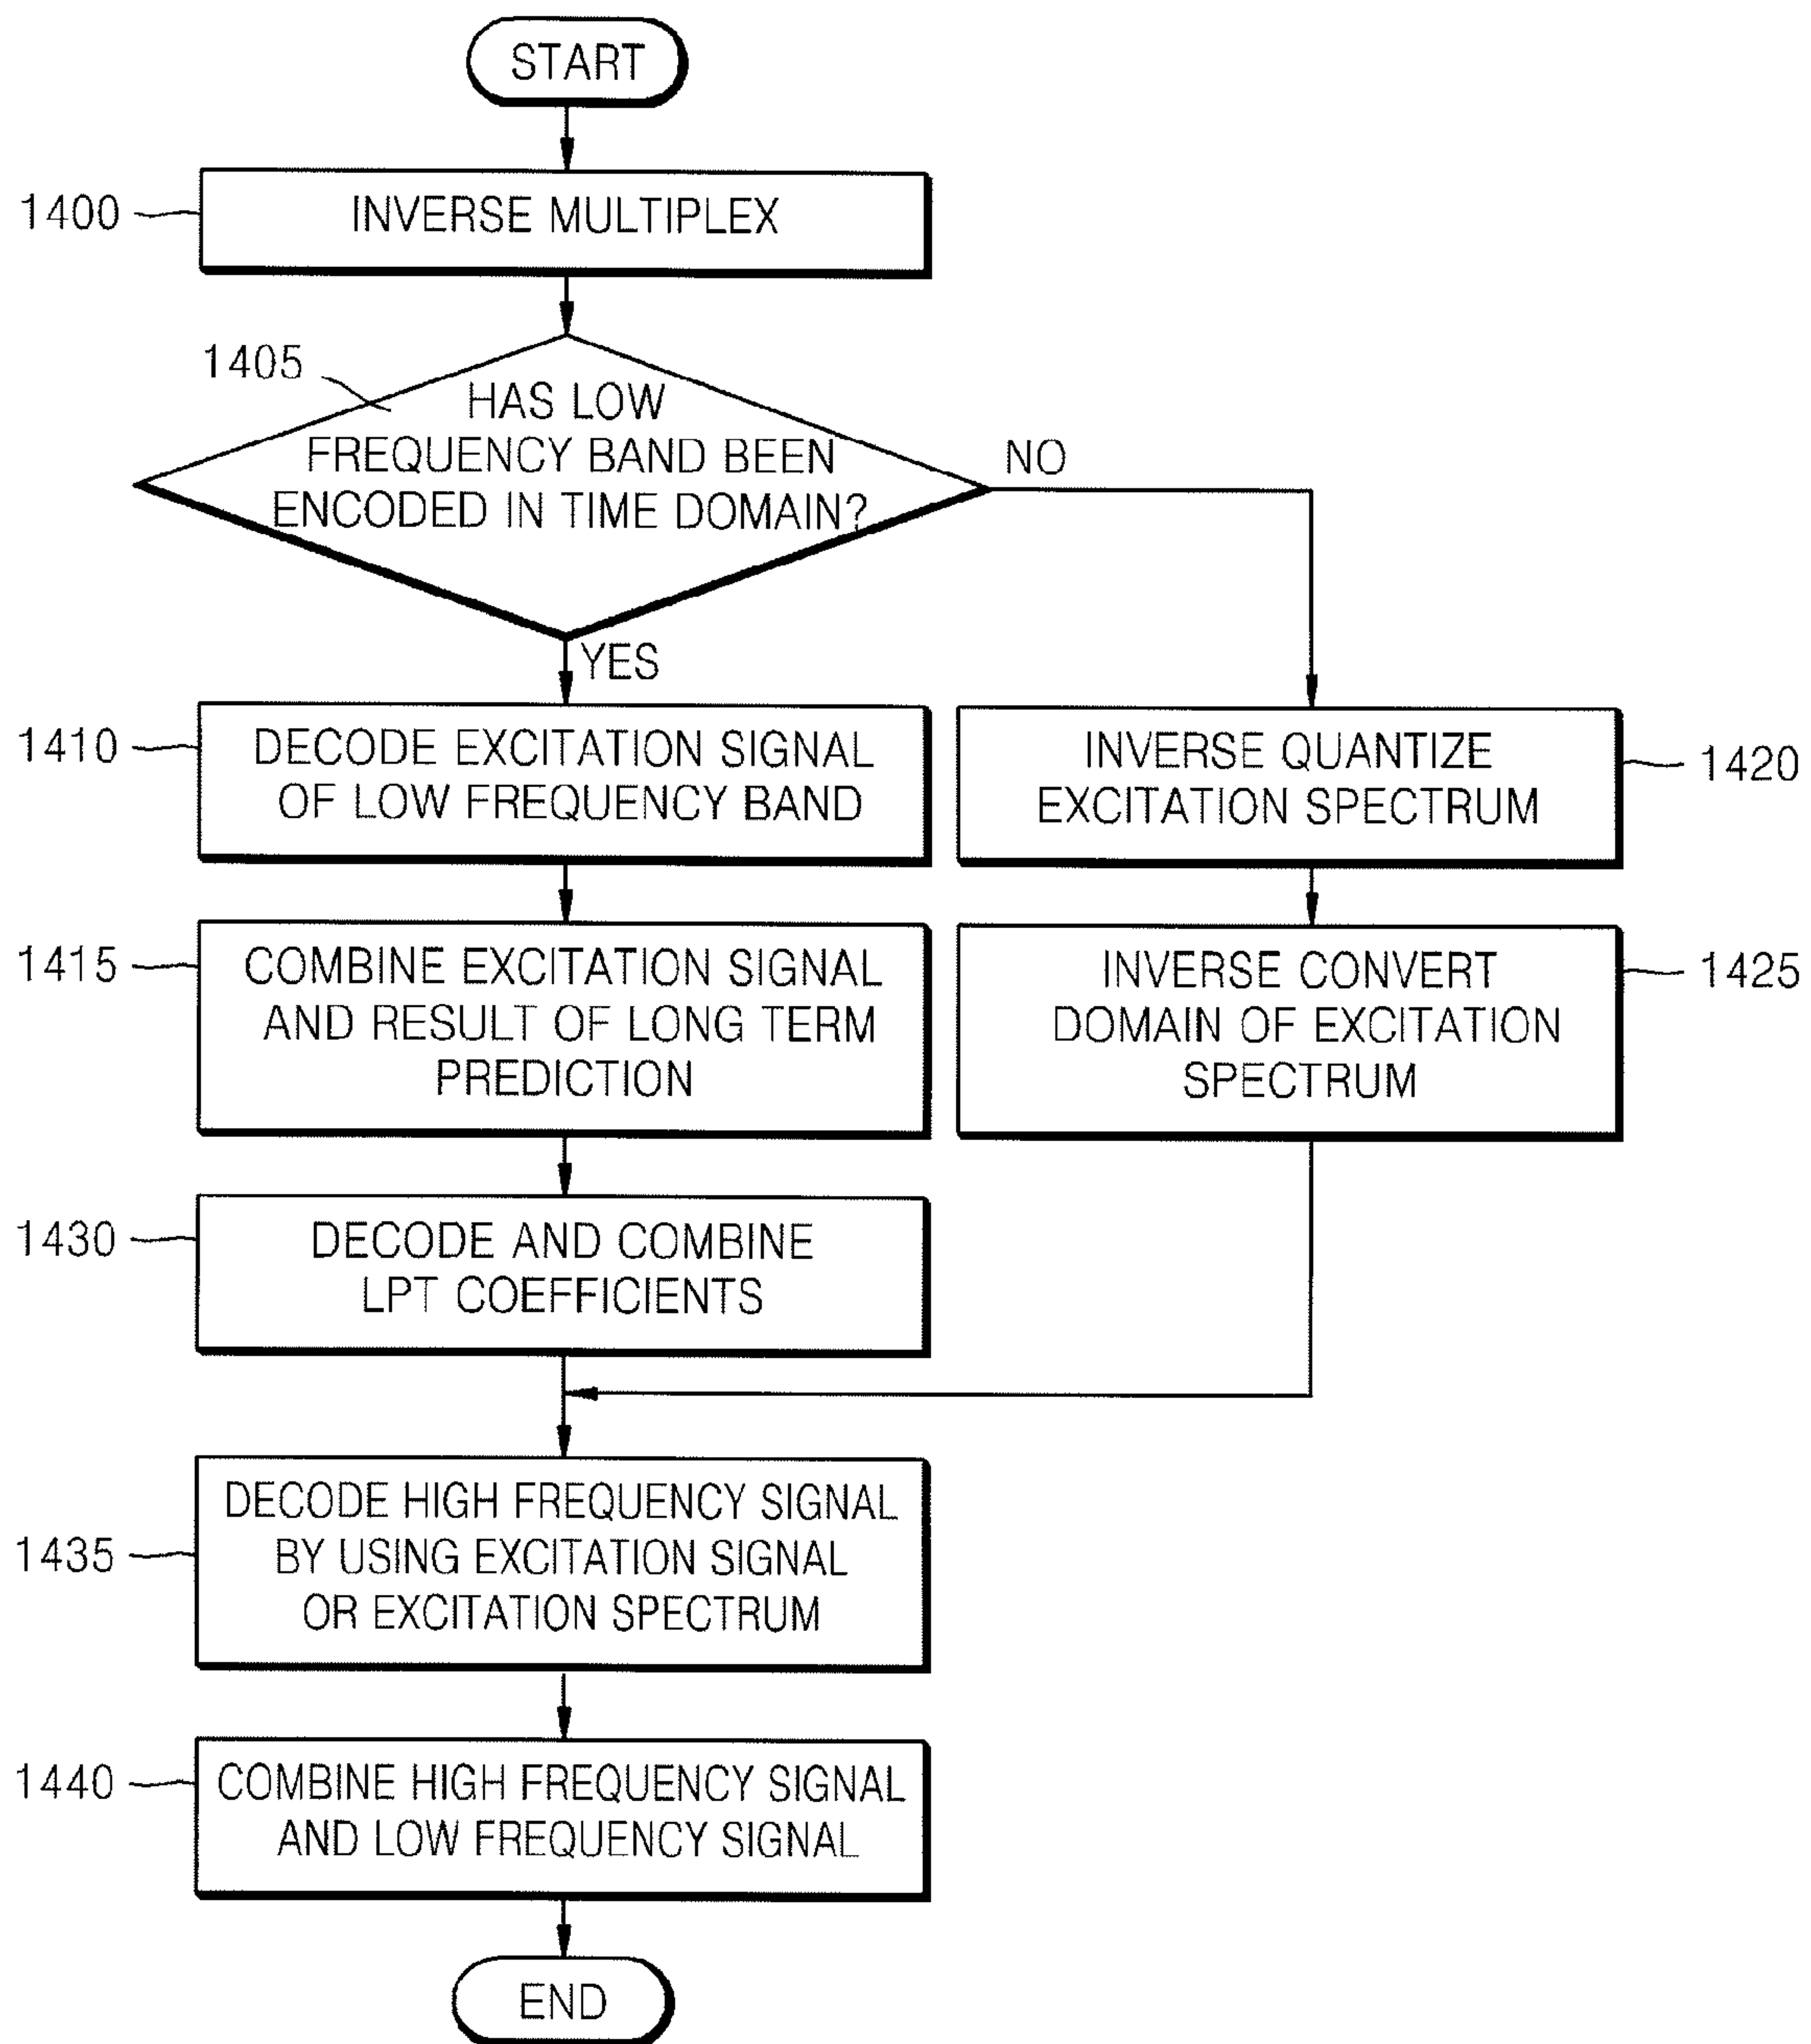 START
1400
INVERSE MULTIPLEX
1405
HAS LOW
FREQUENCY BAND BEEN
ENCODED IN TIME DOMAIN?
NO
YES
1410
DECODE EXCITATION SIGNAL
OF LOW FREQUENCY BAND
INVERSE QUANTIZE
EXCITATION SPECTRUM
1420
1415
COMBINE EXCITATION SIGNAL
AND RESULT OF LONG TERM
PREDICTION
INVERSE CONVERT
DOMAIN OF EXCITATION
SPECTRUM
1425
1430
DECODE AND COMBINE
LPT COEFFICIENTS
1435
DECODE HIGH FREQUENCY SIGNAL
BY USING EXCITATION SIGNAL
OR EXCITATION SPECTRUM
1440
COMBINE HIGH FREQUENCY SIGNAL
AND LOW FREQUENCY SIGNAL
END